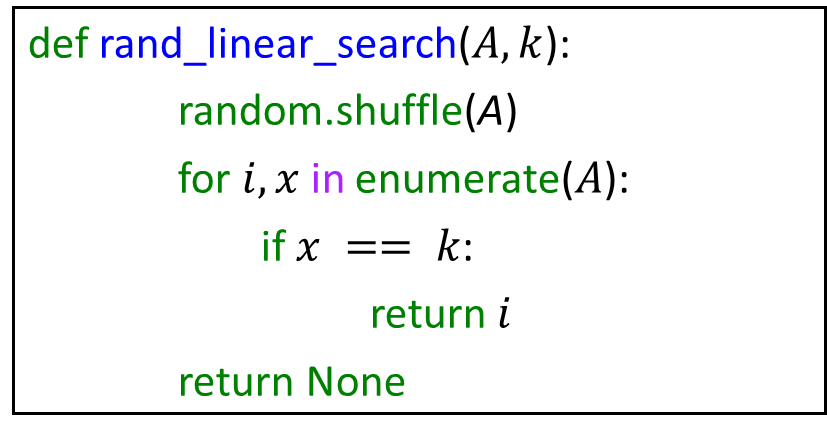 def rand_linear_search(A, k):
random.shuffle(A)
for i, x in enumerate(A):
if x == k:
return i
return None